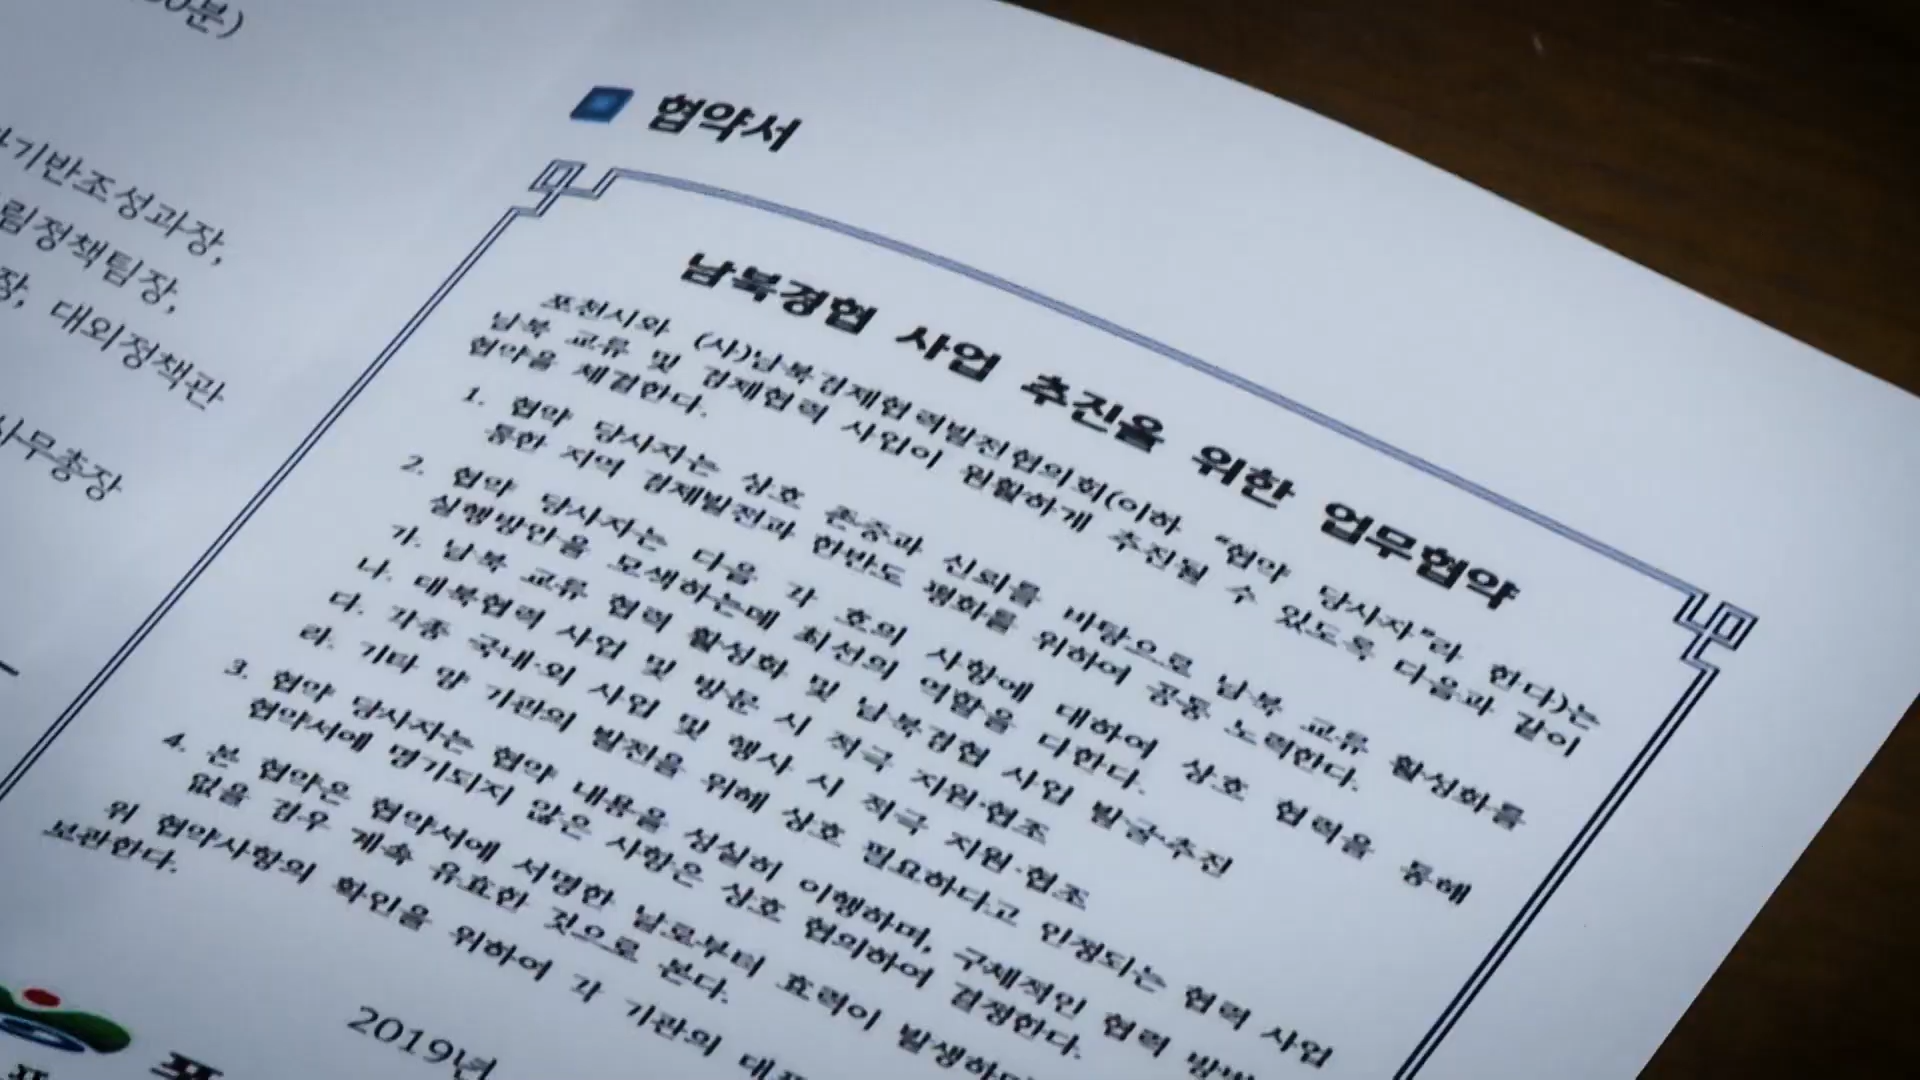 30분)
가기반조성과장,
림정책팀장,
장, 대외정책관
사무총장
협약서
남북경협 사업 추진을 위한 업무협약
포천시와 (사)남북경제협력발전협의회(이하 "협약 당사자"라 한다)는
남북 교류 및 경제협력 사업이 원활하게 추진될 수 있도록 다음과 같이
협약을 체결한다.
1. 협약 당사자는 상호 존중과 신뢰를 바탕으로 남북 교류 활성화를
통한 지역 경제발전과 한반도 평화를 위하여 공동 노력한다.
2. 협약 당사자는 다음 각 호의 사항에 대하여 상호 협력을 통해
실행방안을 모색하는데 최선의 역할을 다한다.
가. 남북 교류 협력 활성화 및 남북경협 사업 발굴·추진
나. 대북협력 사업 및 방문 시 적극 지원·협조
다. 각종 국내·외 사업 및 행사 시 적극 지원·협조
라. 기타 양 기관의 발전을 위해 상호 필요하다고 인정되는 협력 사업
3. 협약 당사자는 협약 내용을 성실히 이행하며, 구체적인 협력
협약서에 명기되지 않은 사항은 상호 협의하여 결정한다.
4. 본 협약은 협약서에 서명한 날로부터 효력이 발생하며
없을 경우 계속 유효한 것으로 본다.
위 협약사항의 확인을 위하여 각 기관의
보관한다.
2019년
포